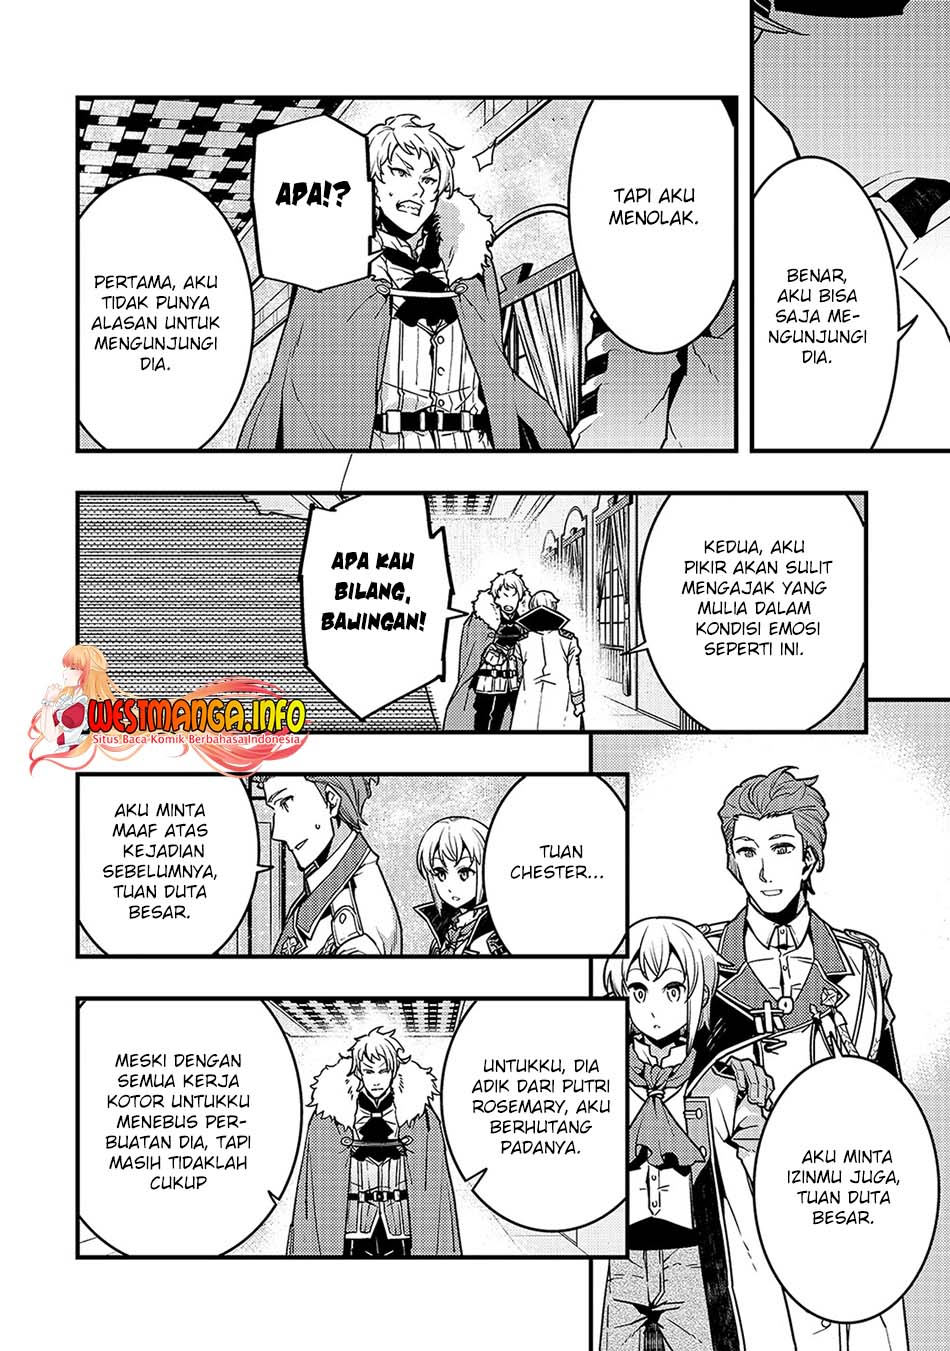 BENAR,
AKU BISA
SAJA ME-
NGUNJUNGI
DIA.
TAPI AKU
MENOLAK.
APA!?
PERTAMA, AKU
TIDAK PUNYA
ALASAN UNTUK
MENGUNJUNGI
DIA.
KEDUA, AKU
PIKIR AKAN SULIT
MENGAJAK YANG
MULIA DALAM
KONDISI EMOSI
SEPERTI INI.
APA KAU
BILANG,
BAJINGAN!
WESTMANGA.INFO
Situs Baca Komik Berbahasa Indonesia
TUAN
CHESTER...
AKU MINTA
MAAF ATAS
KEJADIAN
SEBELUMNYA,
TUAN DUTA
BESAR.
AKU MINTA
IZINMU JUGA,
TUAN DUTA
BESAR.
UNTUKKU, DIA
ADIK DARI PUTRI
ROSEMARY, AKU
BERHUTANG
PADANYA.
MESKI DENGAN
SEMUA KERJA
KOTOR UNTUKKU
MENEBUS PER-
BUATAN DIA, TAPI
MASIH TIDAKLAH
CUKUP